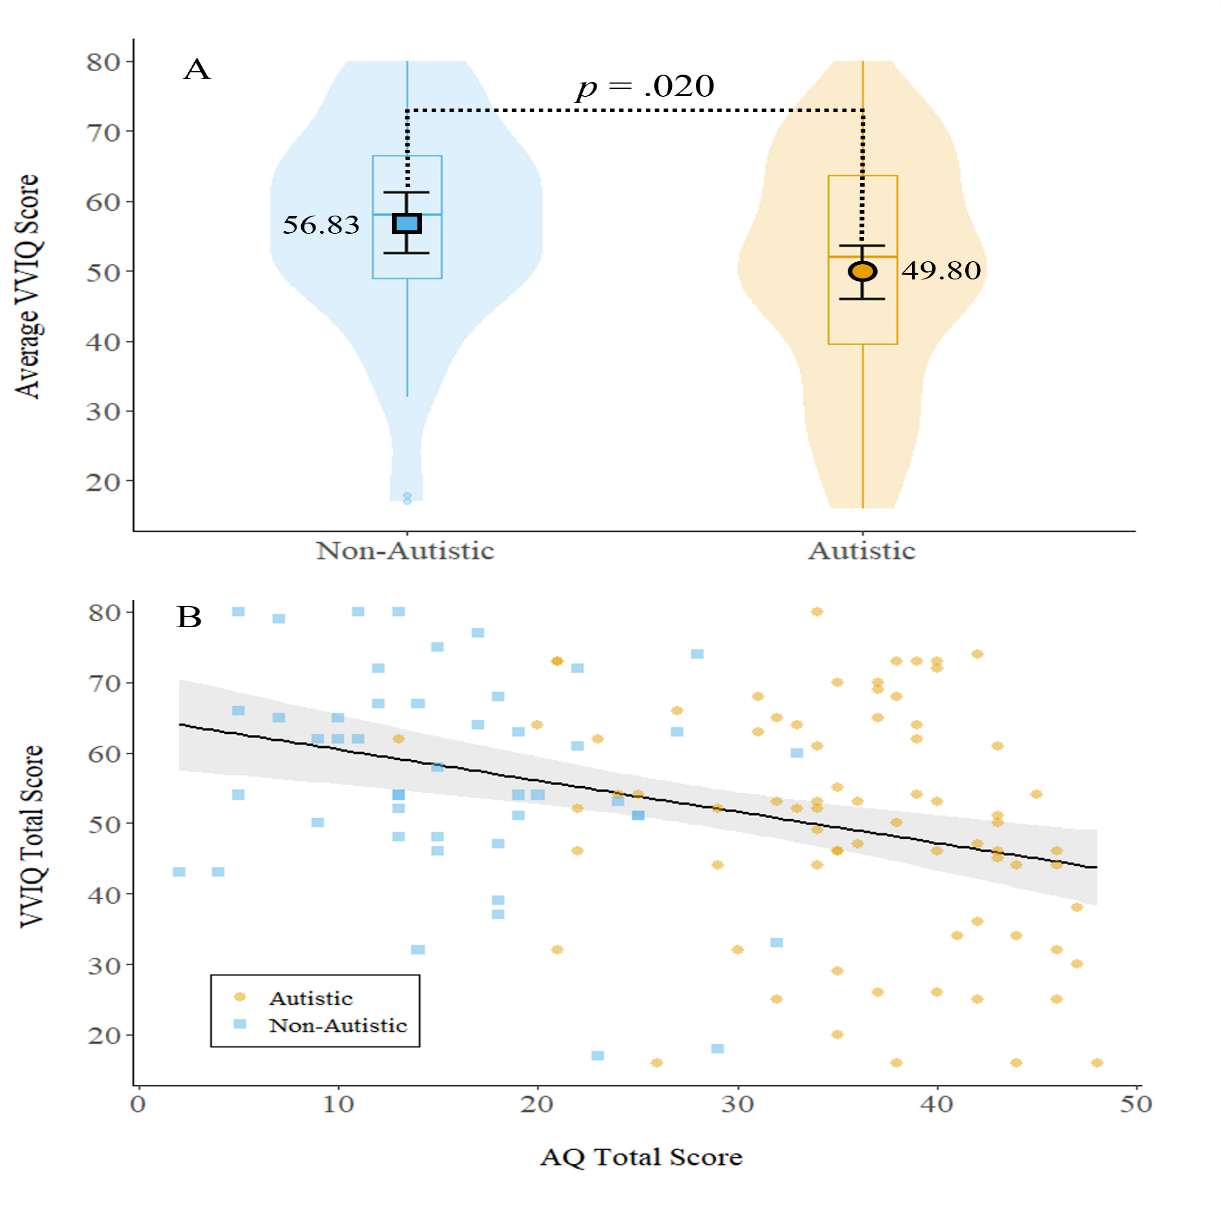 A
p = .020
80
70
60
50
40
30
20
Average VVIQ Score
56.83
49.80
Non-Autistic
Autistic
B
80
70
60
50
40
30
20
VVIQ Total Score
Autistic
Non-Autistic
0 10 20 30 40 50
AQ Total Score